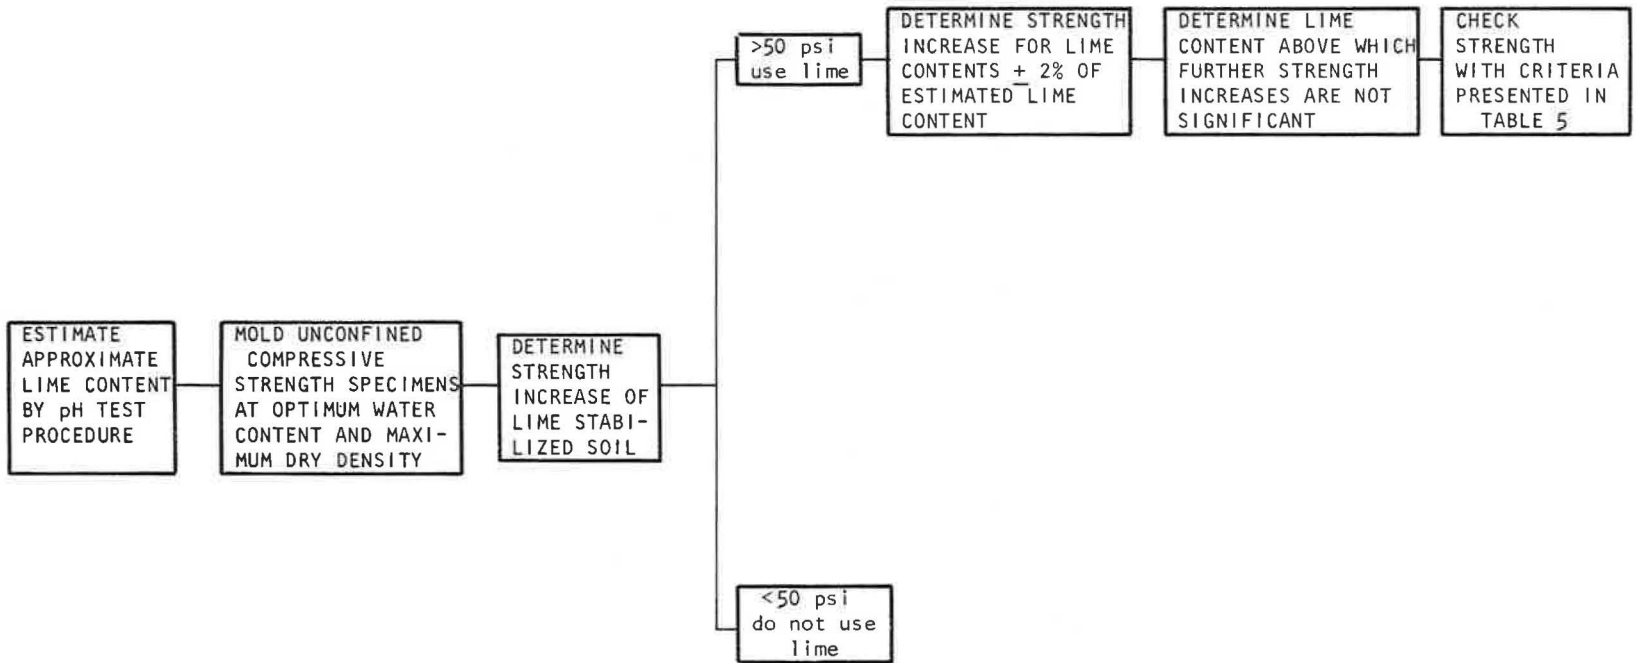 ESTIMATE
APPROXIMATE
LIME CONTENT
BY pH TEST
PROCEDURE
MOLD UNCONFINED
COMPRESSIVE
STRENGTH SPECIMENS
AT OPTIMUM WATER
CONTENT AND MAXI-
MUM DRY DENSITY
DETERMINE
STRENGTH
INCREASE OF
LIME STABI-
LIZED SOIL
>50 psi
use lime
DETERMINE STRENGTH
INCREASE FOR LIME
CONTENTS ± 2% OF
ESTIMATED LIME
CONTENT
DETERMINE LIME
CONTENT ABOVE WHICH
FURTHER STRENGTH
INCREASES ARE NOT
SIGNIFICANT
CHECK
STRENGTH
WITH CRITERIA
PRESENTED IN
TABLE 5
<50 psi
do not use
lime